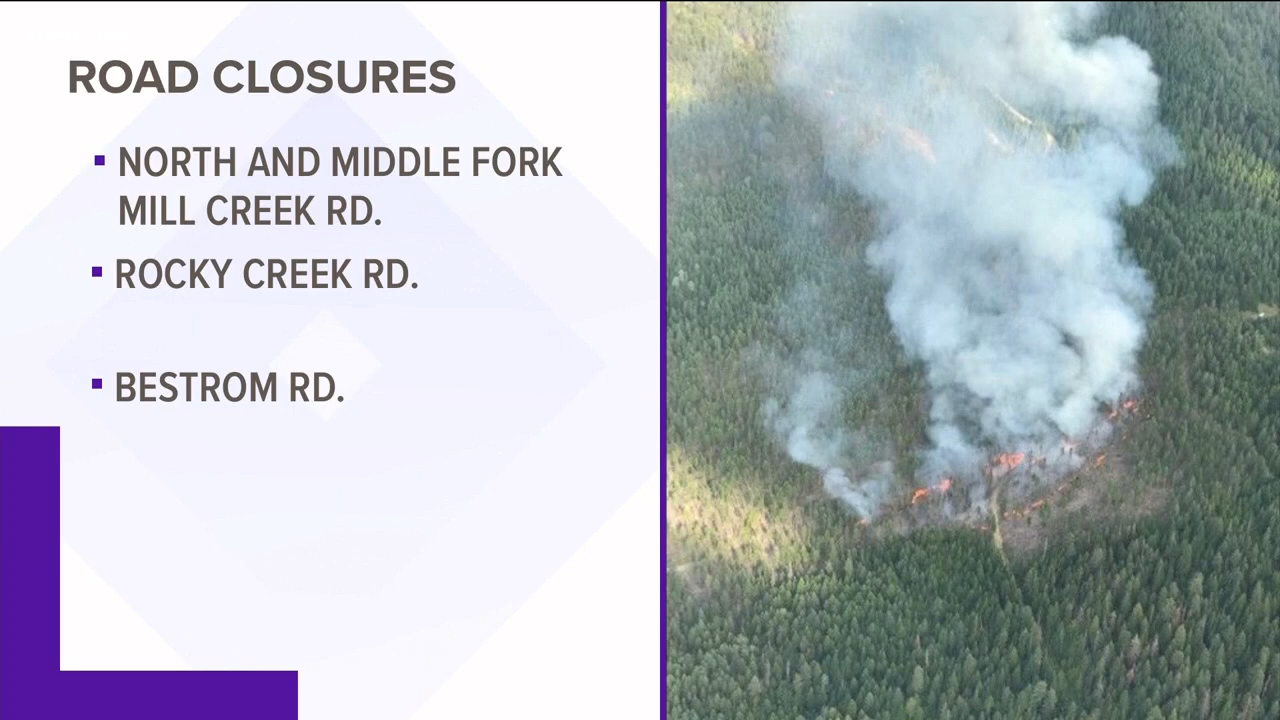 ROAD CLOSURES
NORTH AND MIDDLE FORK
MILL CREEK RD.
ROCKY CREEK RD.
BESTROM RD.